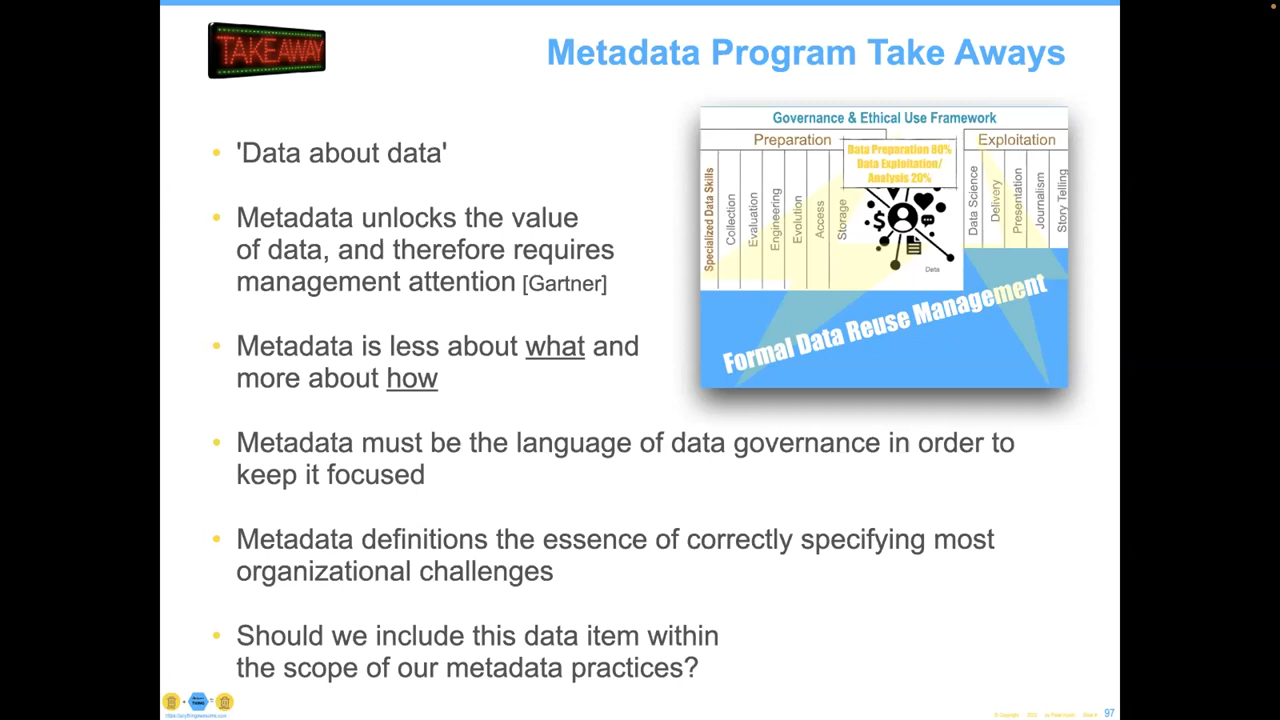 TAKEAWAY
Metadata Program Take Aways
'Data about data'
Metadata unlocks the value
of data, and therefore requires
management attention [Gartner]
Metadata is less about what and
more about how
Metadata must be the language of data governance in order to
keep it focused
Metadata definitions the essence of correctly specifying most
organizational challenges
Should we include this data item within
the scope of our metadata practices?
Governance & Ethical Use Framework
Preparation
Exploitation
Data Preparation 80%
Data Exploitation/
Analysis 20%
Specialized Data Skills
Collection
Evaluation
Engineering
Evolution
Access
Storage
Data Science
Delivery
Presentation
Journalism
Story Telling
Data
Formal Data Reuse Management
https://anythingawesome.com
97